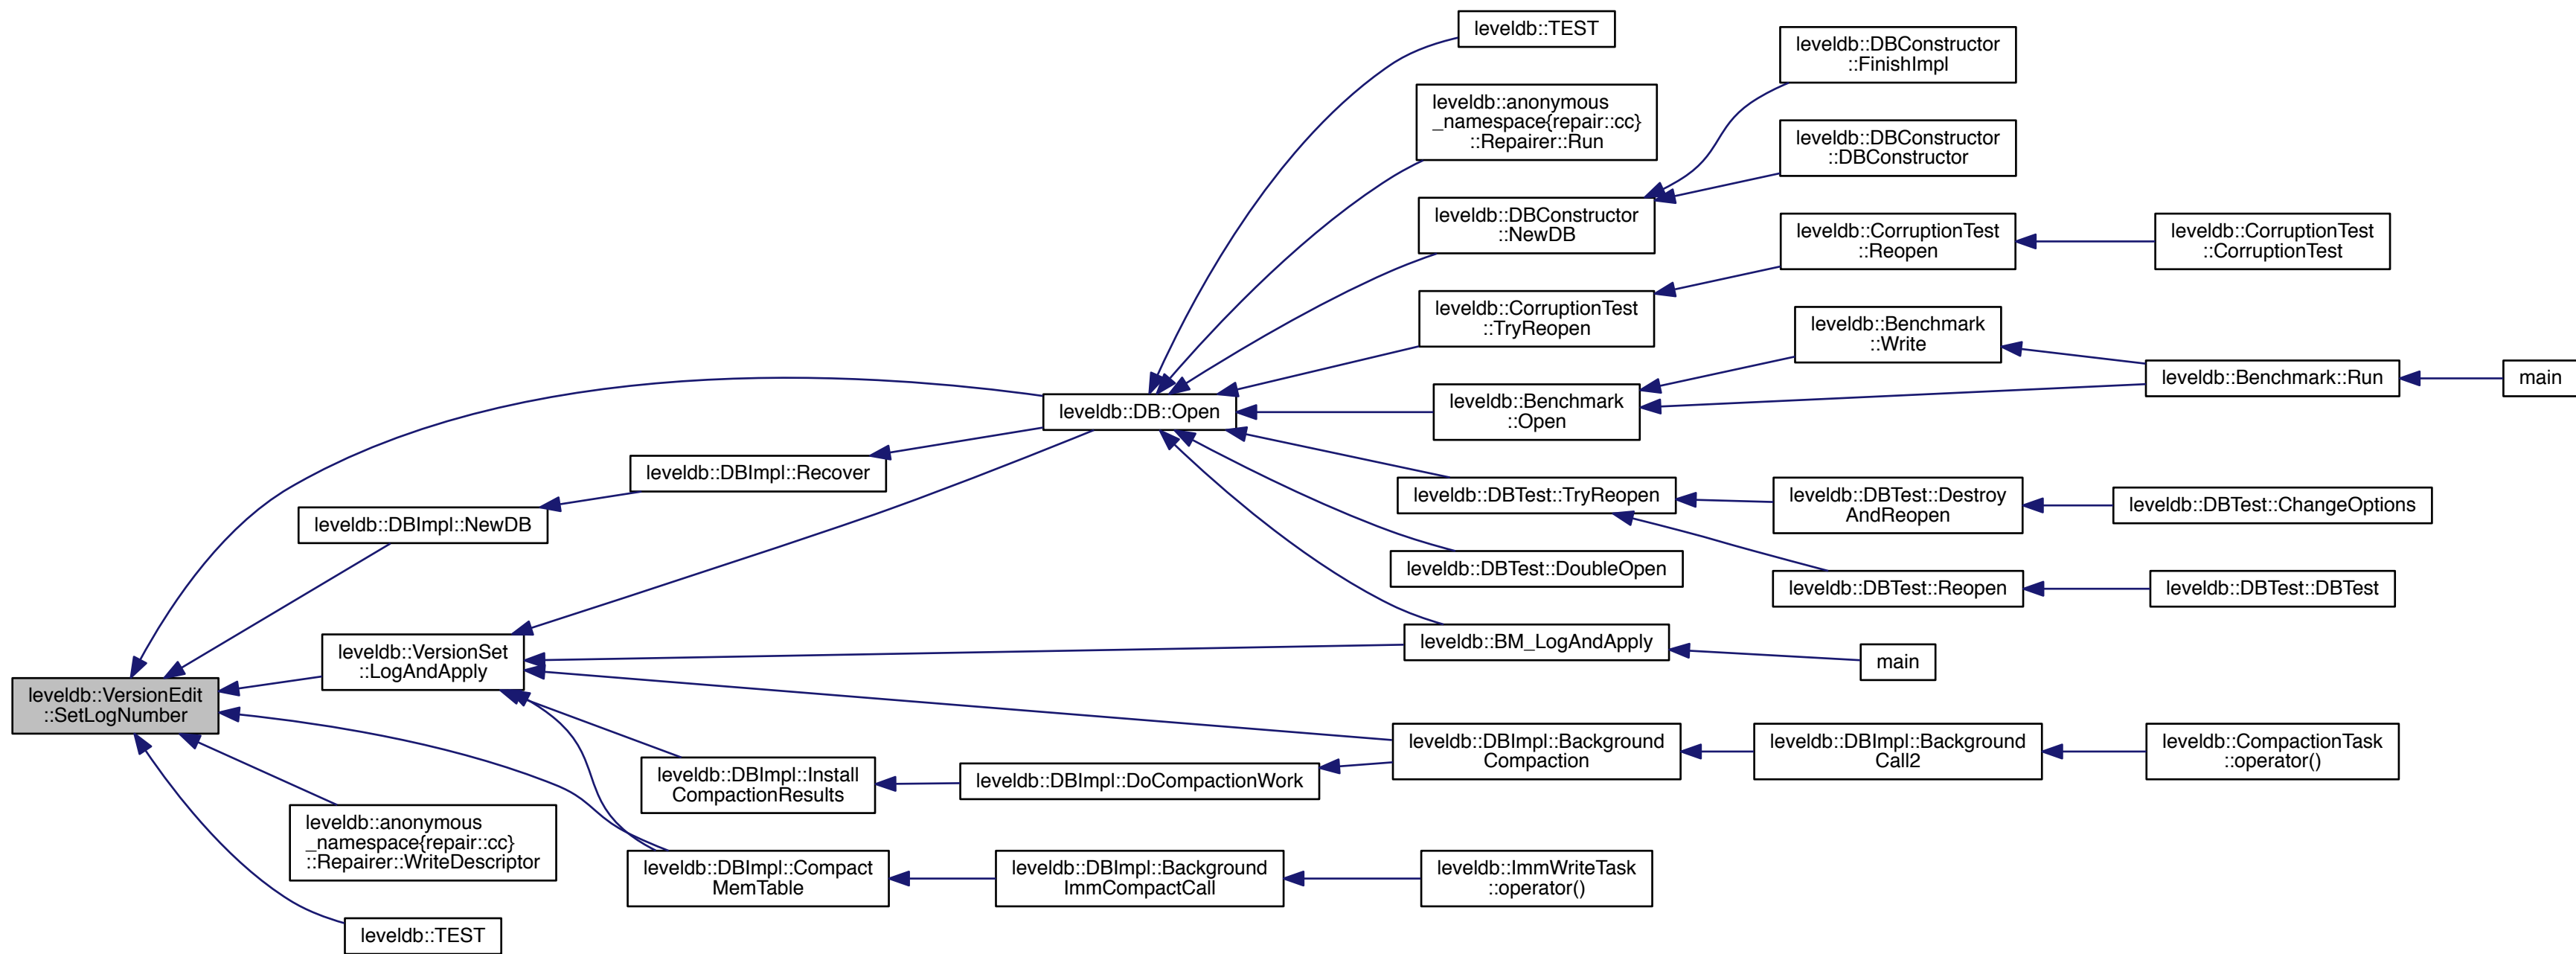 leveldb::TEST
leveldb::DBConstructor
::FinishImpl
leveldb::anonymous
_namespace{repair::cc}
::Repairer::Run
leveldb::DBConstructor
::DBConstructor
leveldb::DBConstructor
::NewDB
leveldb::CorruptionTest
::Reopen
leveldb::CorruptionTest
::CorruptionTest
leveldb::CorruptionTest
::TryReopen
leveldb::Benchmark
::Write
leveldb::Benchmark::Run
main
leveldb::DB::Open
leveldb::Benchmark
::Open
leveldb::DBImpl::Recover
leveldb::DBTest::TryReopen
leveldb::DBTest::Destroy
AndReopen
leveldb::DBTest::ChangeOptions
leveldb::DBImpl::NewDB
leveldb::DBTest::DoubleOpen
leveldb::DBTest::Reopen
leveldb::DBTest::DBTest
leveldb::VersionSet
::LogAndApply
leveldb::BM_LogAndApply
main
leveldb::VersionEdit
::SetLogNumber
leveldb::DBImpl::Background
Compaction
leveldb::DBImpl::Background
Call2
leveldb::CompactionTask
::operator()
leveldb::DBImpl::Install
CompactionResults
leveldb::DBImpl::DoCompactionWork
leveldb::anonymous
_namespace{repair::cc}
::Repairer::WriteDescriptor
leveldb::DBImpl::Compact
MemTable
leveldb::DBImpl::Background
ImmCompactCall
leveldb::ImmWriteTask
::operator()
leveldb::TEST